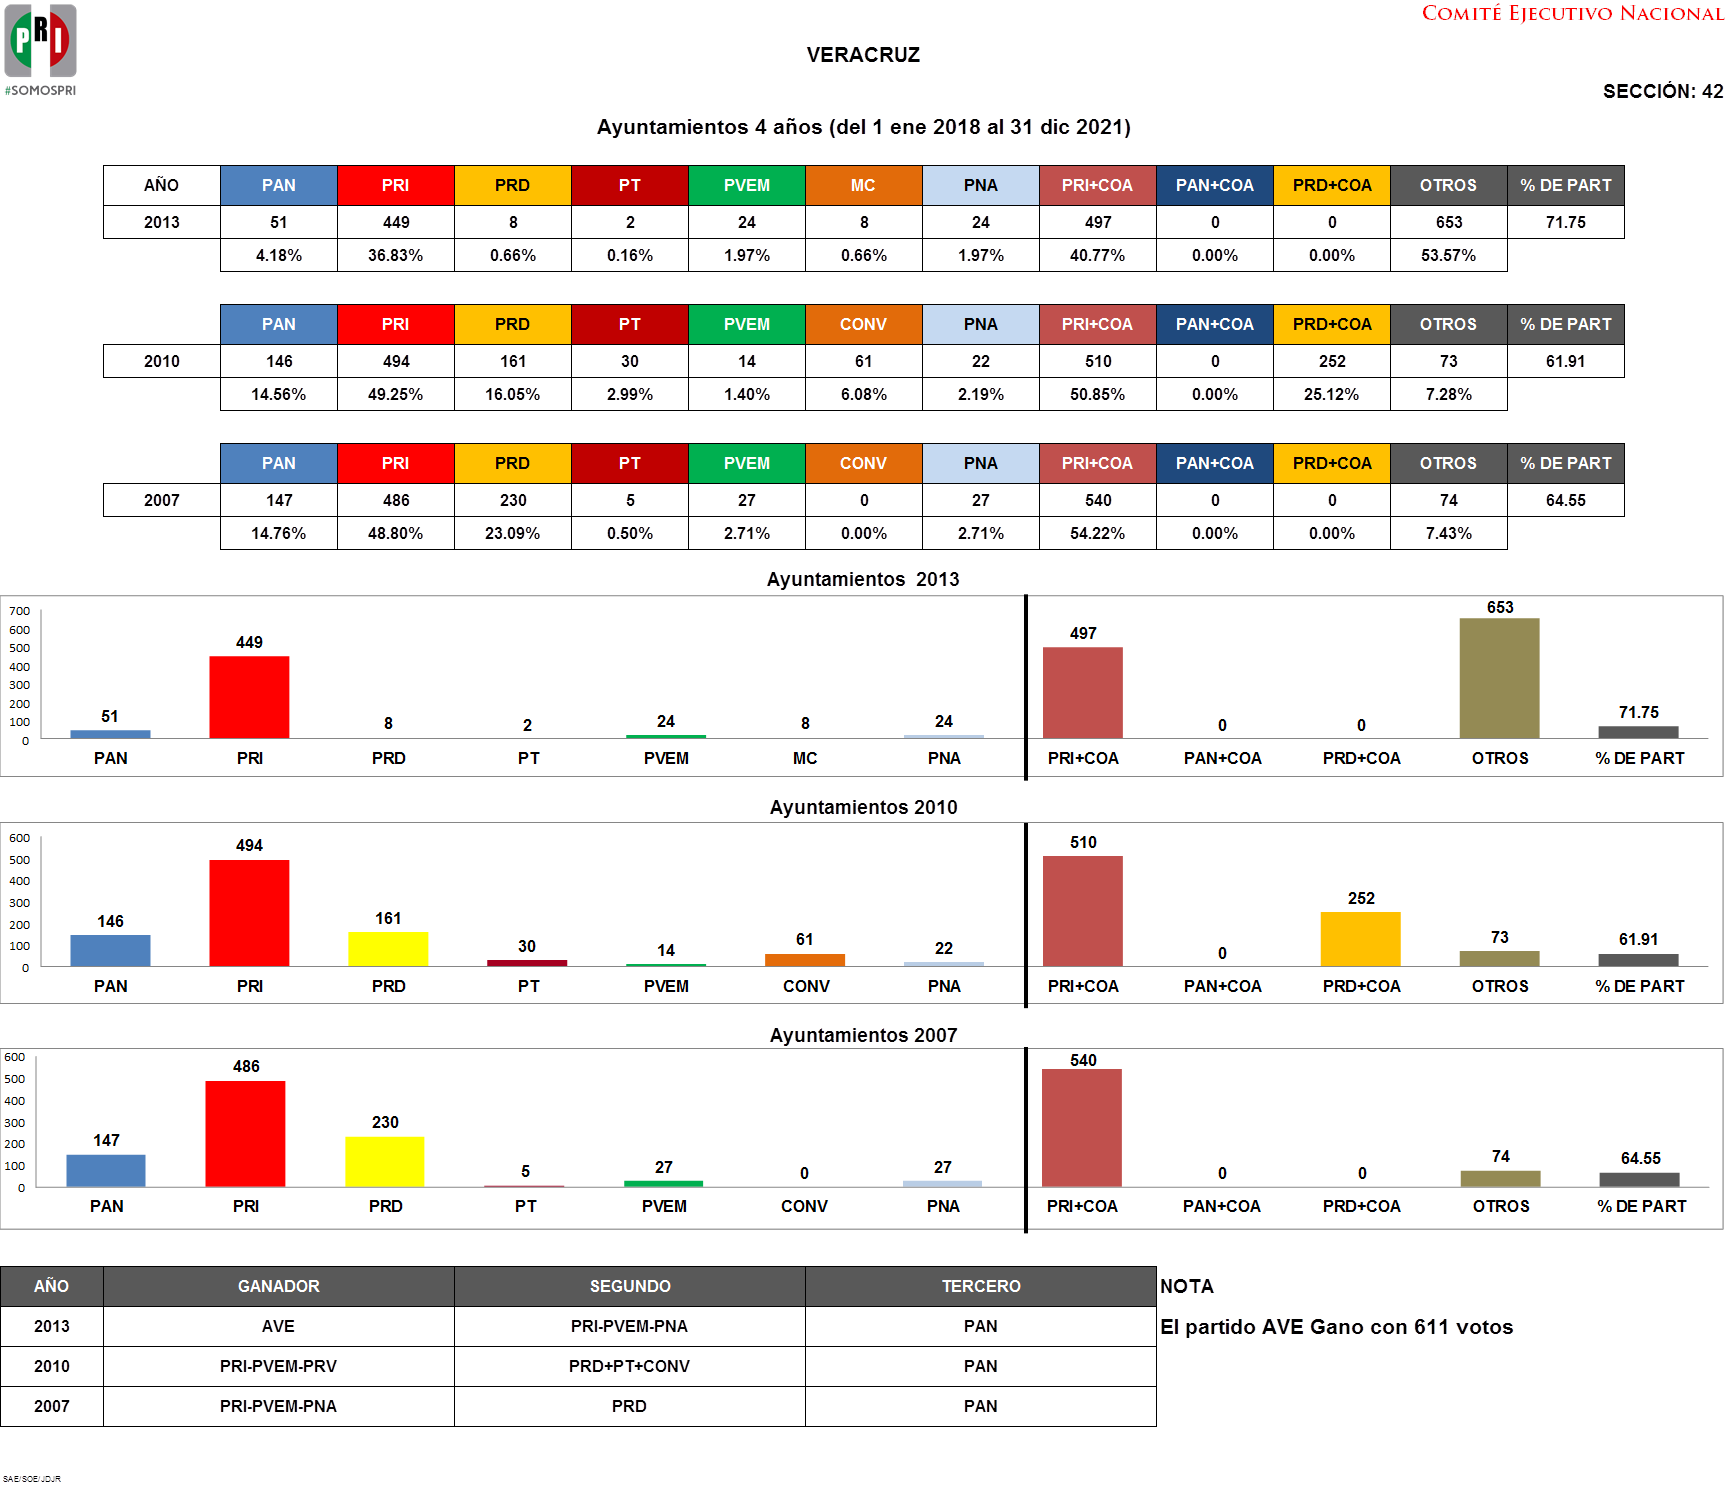 PRI
#SOMOSPRI
COMITÉ EJECUTIVO NACIONAL
VERACRUZ
SECCIÓN: 42
Ayuntamientos 4 años (del 1 ene 2018 al 31 dic 2021)
AÑO PAN PRI PRD PT PVEM MC PNA PRI+COA PAN+COA PRD+COA OTROS % DE PART
2013 51 449 8 2 24 8 24 497 0 0 653 71.75
4.18% 36.83% 0.66% 0.16% 1.97% 0.66% 1.97% 40.77% 0.00% 0.00% 53.57%
PAN PRI PRD PT PVEM CONV PNA PRI+COA PAN+COA PRD+COA OTROS % DE PART
2010 146 494 161 30 14 61 22 510 0 252 73 61.91
14.56% 49.25% 16.05% 2.99% 1.40% 6.08% 2.19% 50.85% 0.00% 25.12% 7.28%
PAN PRI PRD PT PVEM CONV PNA PRI+COA PAN+COA PRD+COA OTROS % DE PART
2007 147 486 230 5 27 0 27 540 0 0 74 64.55
14.76% 48.80% 23.09% 0.50% 2.71% 0.00% 2.71% 54.22% 0.00% 0.00% 7.43%
Ayuntamientos 2013
700
600
500
400
300
200
100
0
51 449 8 2 24 8 24 497 0 0 653 71.75
PAN PRI PRD PT PVEM MC PNA PRI+COA PAN+COA PRD+COA OTROS % DE PART
Ayuntamientos 2010
600
500
400
300
200
100
0
146 494 161 30 14 61 22 510 0 252 73 61.91
PAN PRI PRD PT PVEM CONV PNA PRI+COA PAN+COA PRD+COA OTROS % DE PART
Ayuntamientos 2007
600
500
400
300
200
100
0
147 486 230 5 27 0 27 540 0 0 74 64.55
PAN PRI PRD PT PVEM CONV PNA PRI+COA PAN+COA PRD+COA OTROS % DE PART
AÑO GANADOR SEGUNDO TERCERO NOTA
2013 AVE PRI-PVEM-PNA PAN El partido AVE Gano con 611 votos
2010 PRI-PVEM-PRV PRD+PT+CONV PAN
2007 PRI-PVEM-PNA PRD PAN
SAE/SOE/JDJR